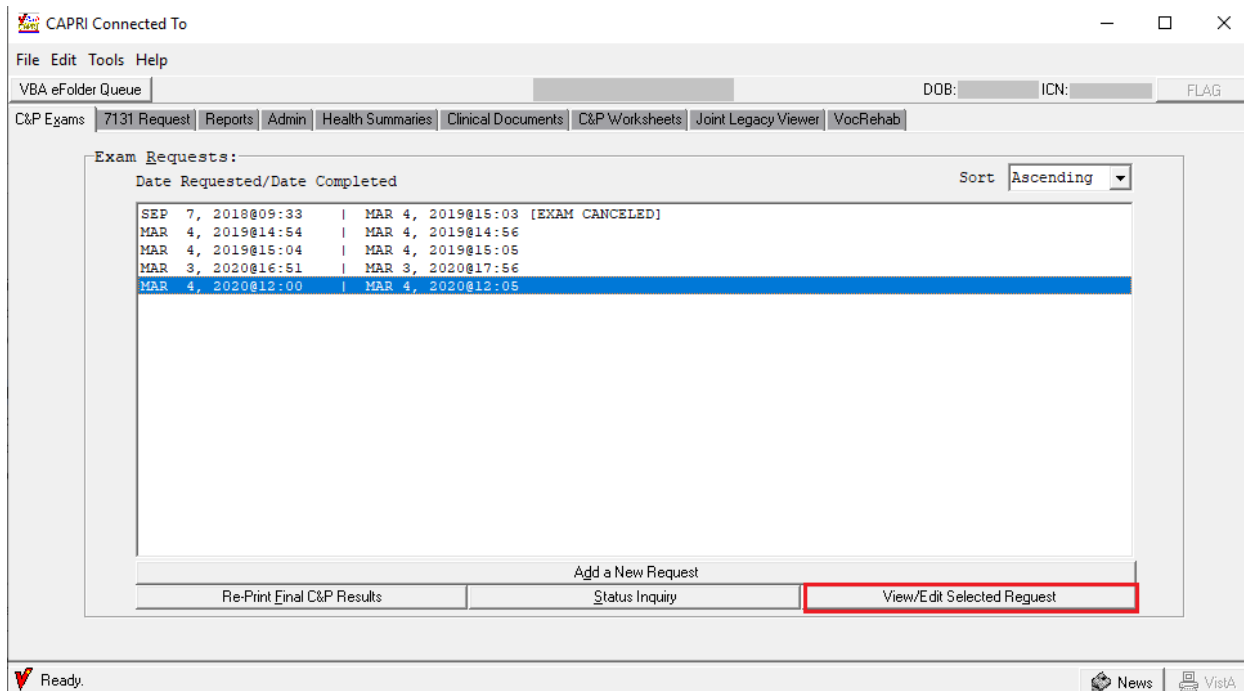 CAPRI Connected To
File Edit Tools Help
VBA eFolder Queue DOB: ICN: FLAG
C&P Exams 7131 Request Reports Admin Health Summaries Clinical Documents C&P Worksheets Joint Legacy Viewer VocRehab
Exam Requests:
Date Requested/Date Completed Sort Ascending
SEP 7, 2018@09:33 | MAR 4, 2019@15:03 [EXAM CANCELED]
MAR 4, 2019@14:54 | MAR 4, 2019@14:56
MAR 4, 2019@15:04 | MAR 4, 2019@15:05
MAR 3, 2020@16:51 | MAR 3, 2020@17:56
MAR 4, 2020@12:00 | MAR 4, 2020@12:05
Add a New Request
Re-Print Final C&P Results Status Inquiry View/Edit Selected Request
Ready. News VistA